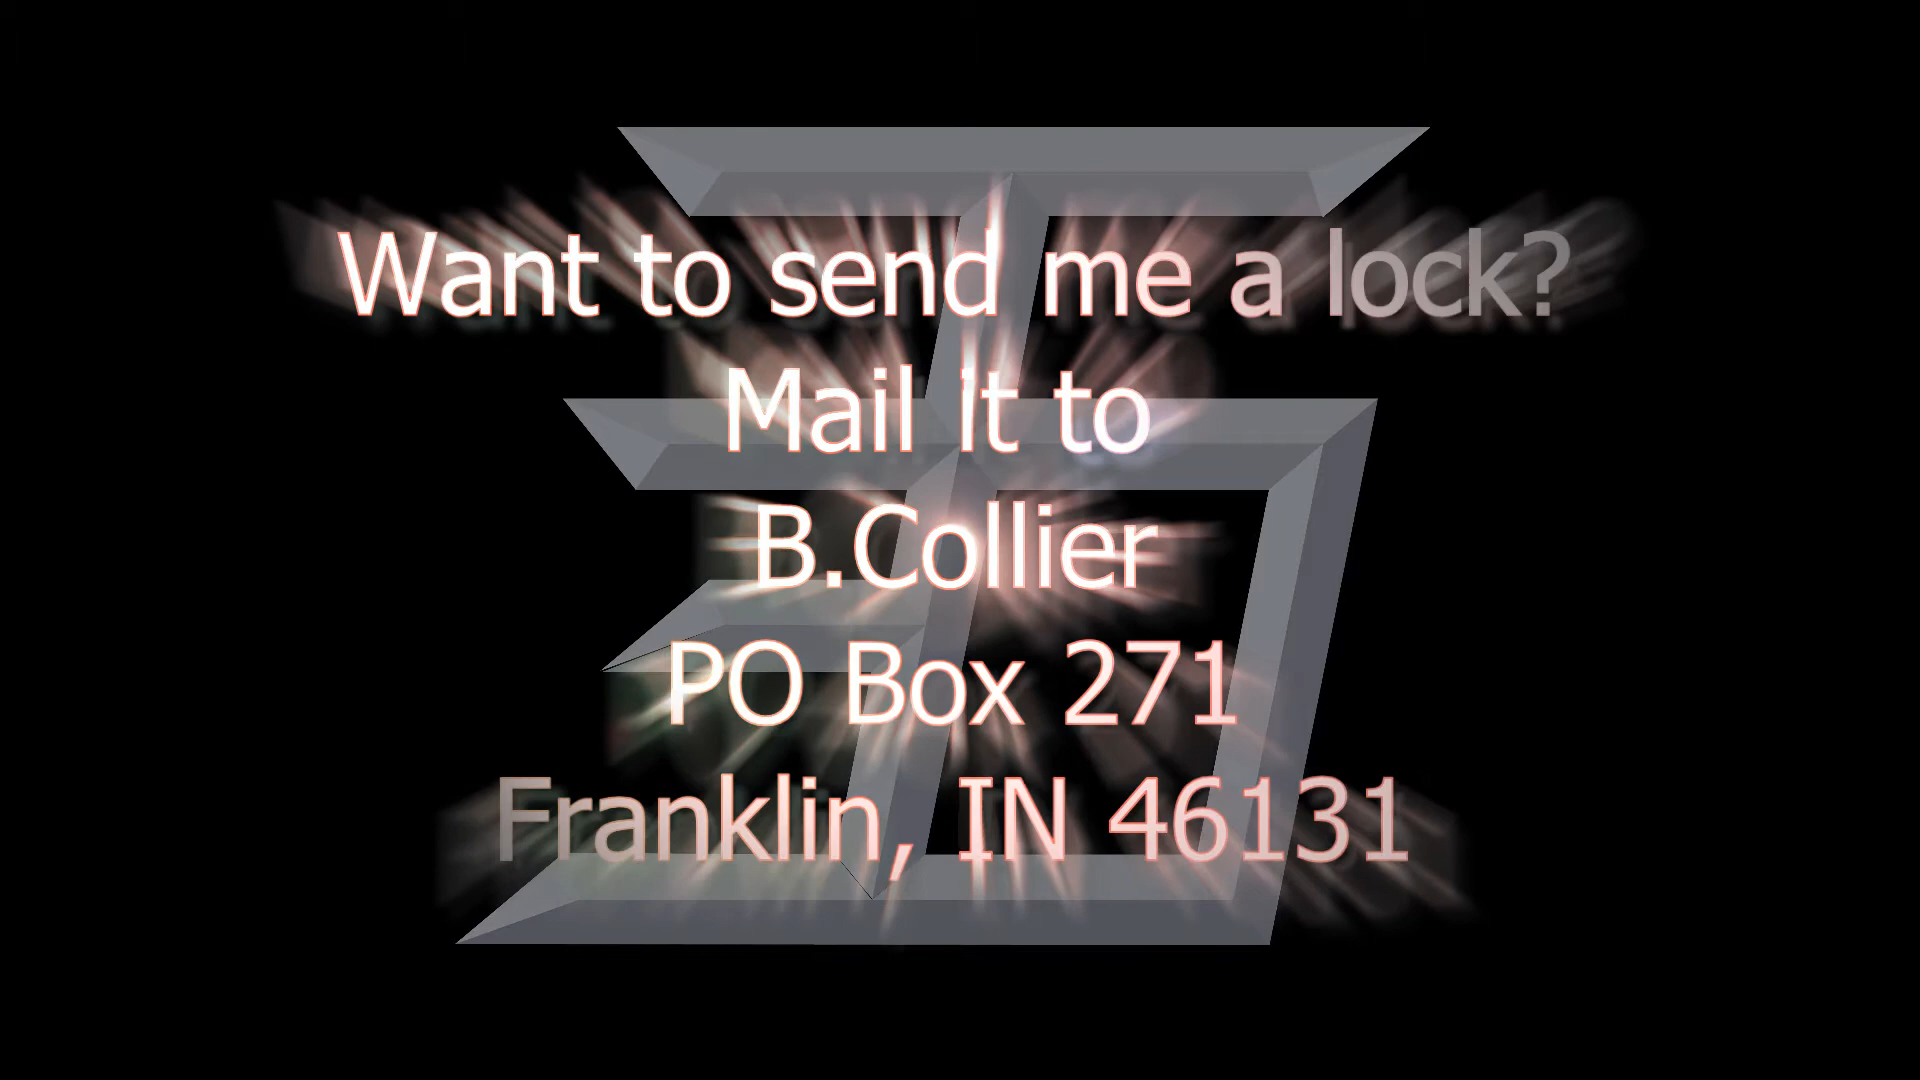 Want to send me a lock?
Mail it to
B.Collier
PO Box 271
Franklin, IN 46131